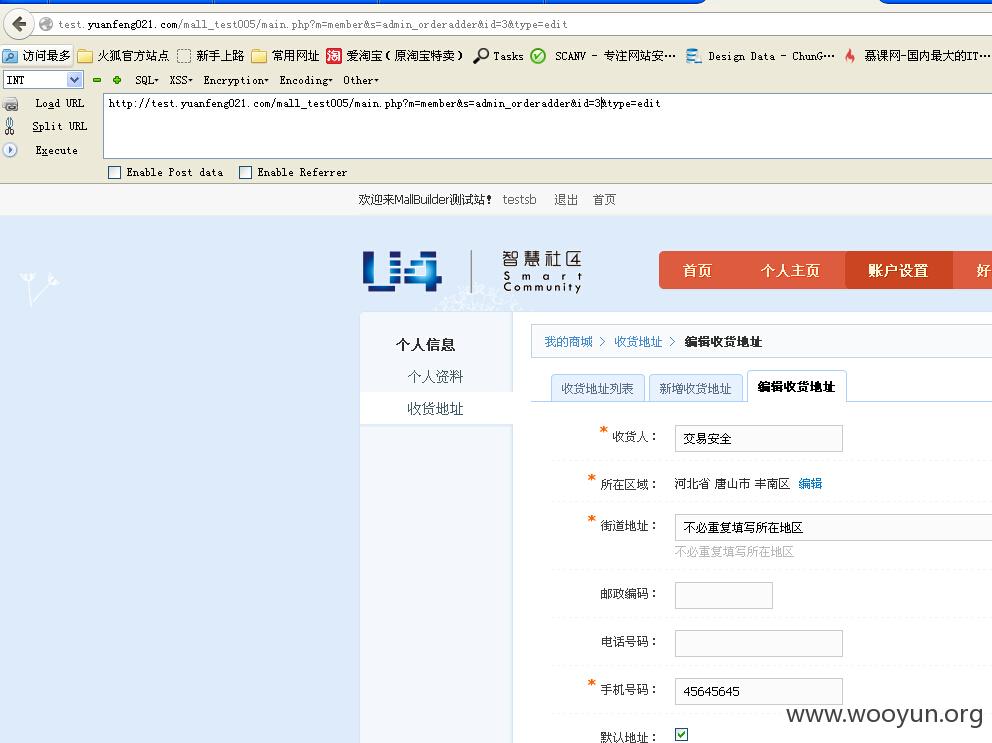 test.yuanfeng021.com/mall_test005/main.php?m=member&s=admin_orderadder&id=3&type=edit
访问最多 火狐官方站点 新手上路 常用网址 淘 爱淘宝（原淘宝特卖） Tasks SCANV - 专注网站安… Design Data - ChunG… 慕课网-国内最大的IT…
INT SQL XSS Encryption Encoding Other
Load URL http://test.yuanfeng021.com/mall_test005/main.php?m=member&s=admin_orderadder&id=3&type=edit
Split URL
Execute
Enable Post data Enable Referrer
欢迎来MallBuilder测试站! testsb 退出 首页
智慧社区
Smart
Community
首页 个人主页 账户设置 好
个人信息
个人资料
收货地址
我的商城 > 收货地址 > 编辑收货地址
收货地址列表 新增收货地址 编辑收货地址
* 收货人： 交易安全
* 所在区域： 河北省 唐山市 丰南区 编辑
* 街道地址： 不必重复填写所在地区
不必重复填写所在地区
邮政编码：
电话号码：
* 手机号码： 45645645
默认地址：
www.wooyun.org